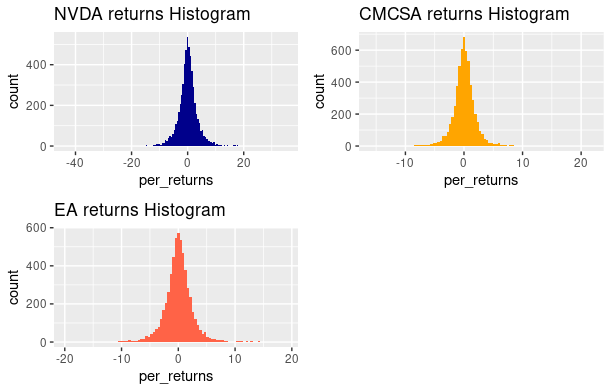 NVDA returns Histogram
count
400
200
0
-40 -20 0 20
per_returns
CMCSA returns Histogram
count
600
400
200
0
-10 0 10 20
per_returns
EA returns Histogram
count
600
400
200
0
-20 -10 0 10 20
per_returns